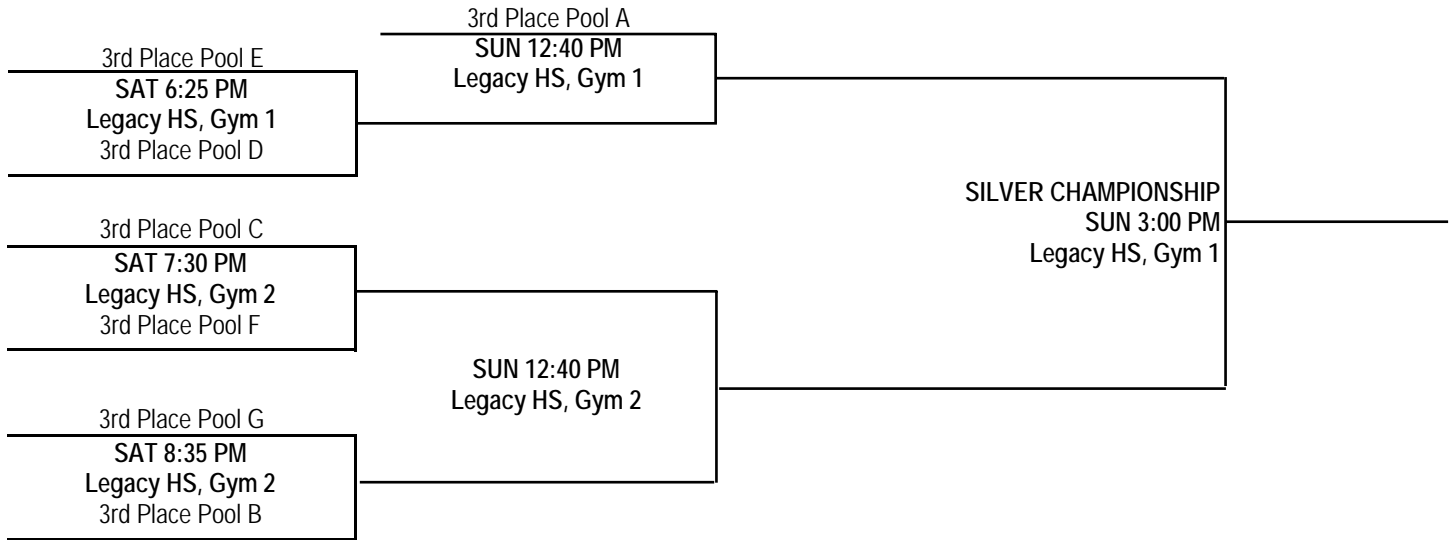 3rd Place Pool A
SUN 12:40 PM
Legacy HS, Gym 1
3rd Place Pool E
SAT 6:25 PM
Legacy HS, Gym 1
3rd Place Pool D
SILVER CHAMPIONSHIP
SUN 3:00 PM
Legacy HS, Gym 1
3rd Place Pool C
SAT 7:30 PM
Legacy HS, Gym 2
3rd Place Pool F
SUN 12:40 PM
Legacy HS, Gym 2
3rd Place Pool G
SAT 8:35 PM
Legacy HS, Gym 2
3rd Place Pool B